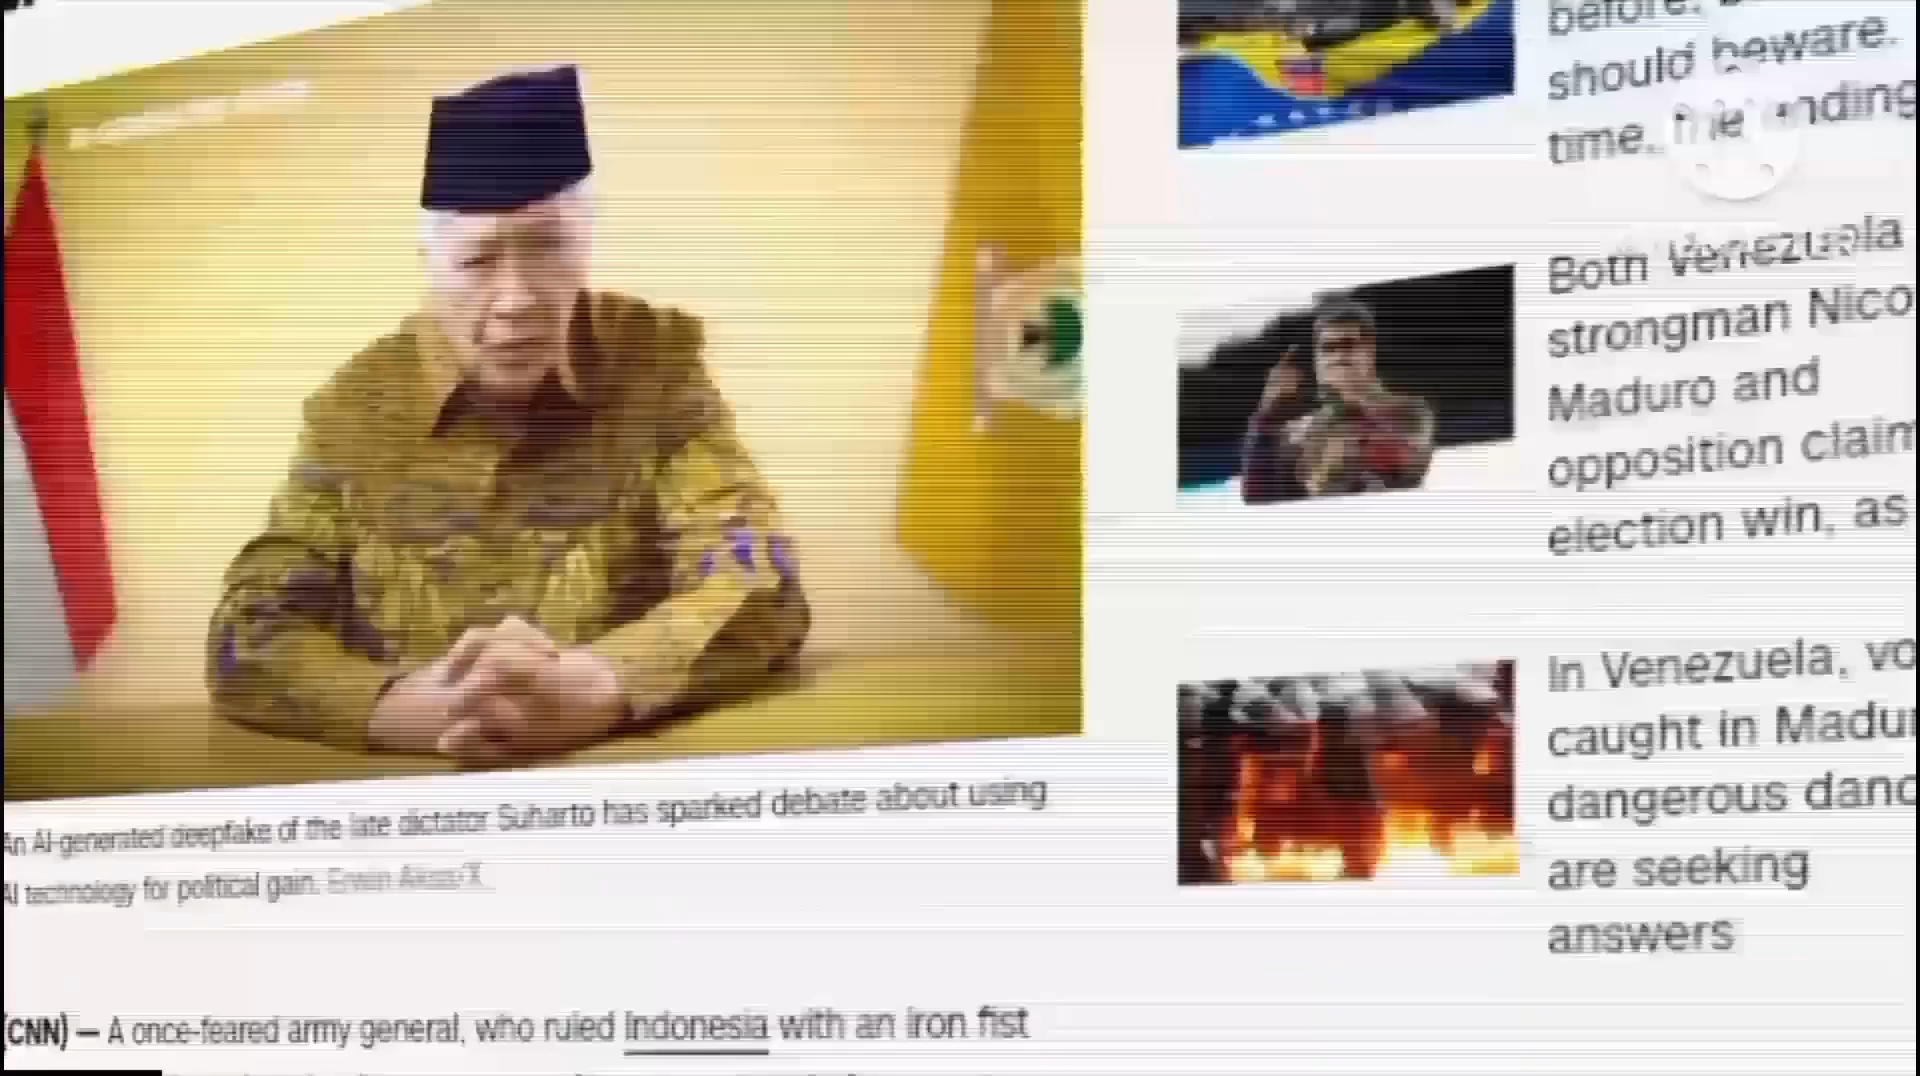 An AI-generated deepfake of the late dictator Suharto has sparked debate about using
AI technology for political gain. Erwin Aksa/X
(CNN) — A once-feared army general, who ruled Indonesia with an iron fist
before.
should beware.
time,
Both Venezuela
strongman Nico
Maduro and
opposition claim
election win, as
In Venezuela, vo
caught in Madu
dangerous danc
are seeking
answers